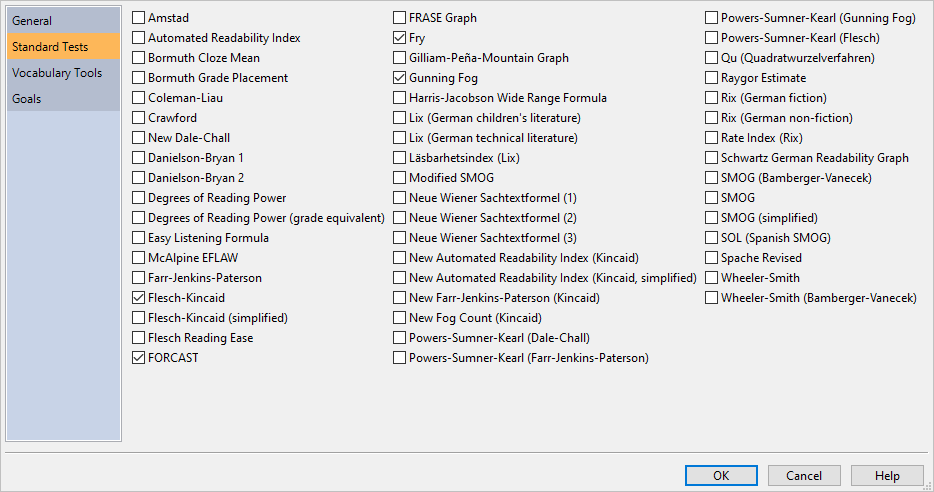 General
Standard Tests
Vocabulary Tools
Goals
Amstad
Automated Readability Index
Bormuth Cloze Mean
Bormuth Grade Placement
Coleman-Liau
Crawford
New Dale-Chall
Danielson-Bryan 1
Danielson-Bryan 2
Degrees of Reading Power
Degrees of Reading Power (grade equivalent)
Easy Listening Formula
McAlpine EFLAW
Farr-Jenkins-Paterson
Flesch-Kincaid
Flesch-Kincaid (simplified)
Flesch Reading Ease
FORCAST
FRASE Graph
Fry
Gilliam-Peña-Mountain Graph
Gunning Fog
Harris-Jacobson Wide Range Formula
Lix (German children's literature)
Lix (German technical literature)
Läsbarhetsindex (Lix)
Modified SMOG
Neue Wiener Sachtextformel (1)
Neue Wiener Sachtextformel (2)
Neue Wiener Sachtextformel (3)
New Automated Readability Index (Kincaid)
New Automated Readability Index (Kincaid, simplified)
New Farr-Jenkins-Paterson (Kincaid)
New Fog Count (Kincaid)
Powers-Sumner-Kearl (Dale-Chall)
Powers-Sumner-Kearl (Farr-Jenkins-Paterson)
Powers-Sumner-Kearl (Gunning Fog)
Powers-Sumner-Kearl (Flesch)
Qu (Quadratwurzelverfahren)
Raygor Estimate
Rix (German fiction)
Rix (German non-fiction)
Rate Index (Rix)
Schwartz German Readability Graph
SMOG (Bamberger-Vanecek)
SMOG
SMOG (simplified)
SOL (Spanish SMOG)
Spache Revised
Wheeler-Smith
Wheeler-Smith (Bamberger-Vanecek)
OK
Cancel
Help